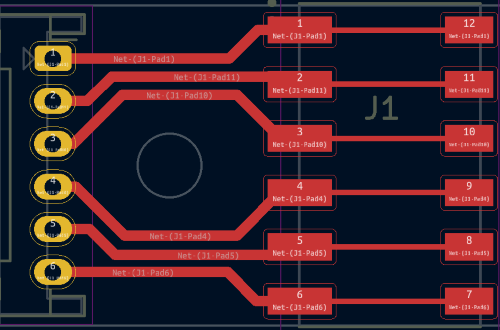 1
Net-(J1-Pad1)
1
Net-(J1-Pad1)
12
Net-(J1-Pad1)
2
Net-(J1-Pad11)
2
Net-(J1-Pad11)
11
Net-(J1-Pad11)
J1
3
Net-(J1-Pad10)
3
Net-(J1-Pad10)
10
Net-(J1-Pad10)
4
Net-(J1-Pad4)
4
Net-(J1-Pad4)
9
Net-(J1-Pad4)
5
Net-(J1-Pad5)
5
Net-(J1-Pad5)
8
Net-(J1-Pad5)
6
Net-(J1-Pad6)
6
Net-(J1-Pad6)
7
Net-(J1-Pad6)